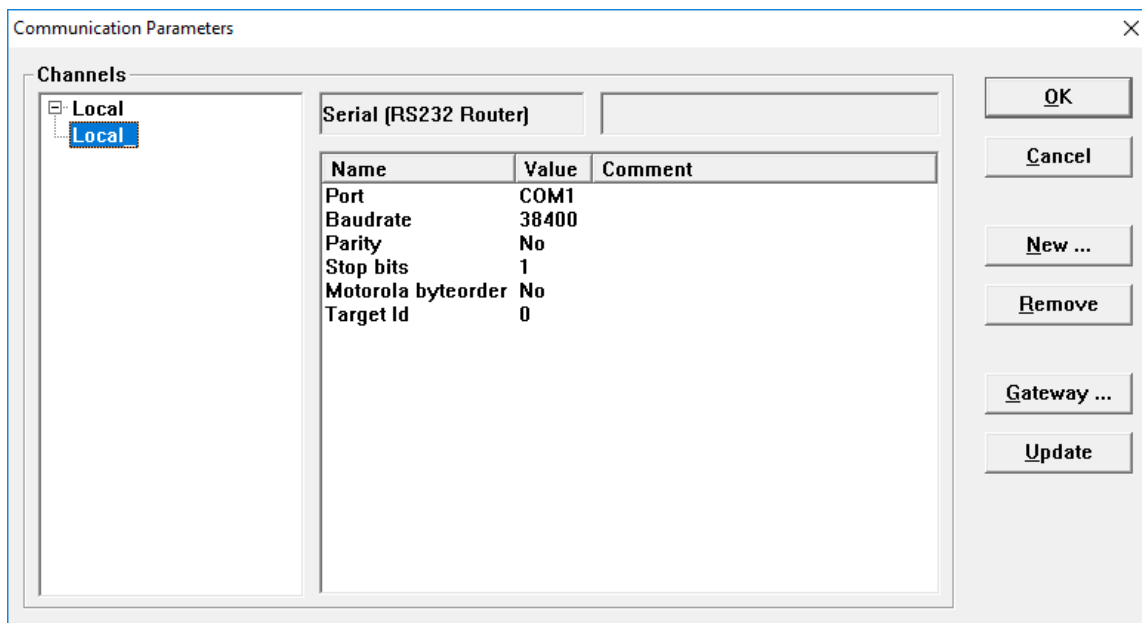 Communication Parameters
Channels
Local
Local
Serial (RS232 Router)
Name Value Comment
Port COM1
Baudrate 38400
Parity No
Stop bits 1
Motorola byteorder No
Target Id 0
OK
Cancel
New ...
Remove
Gateway ...
Update